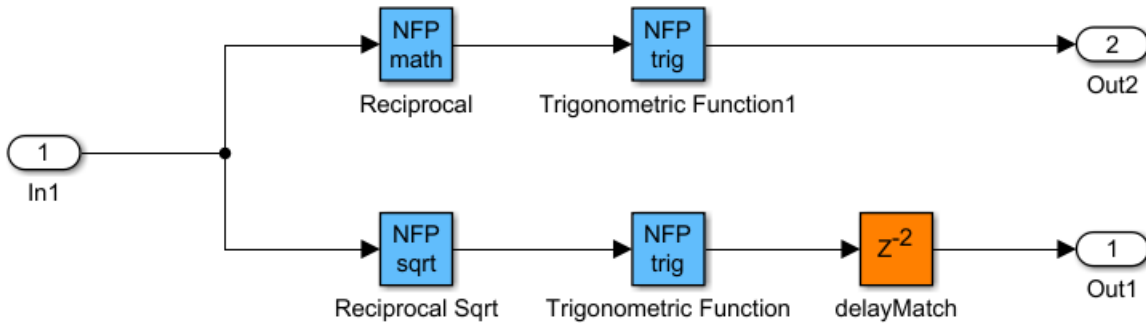 NFP
math
Reciprocal
NFP
trig
Trigonometric Function1
2
Out2
1
In1
NFP
sqrt
Reciprocal Sqrt
NFP
trig
Trigonometric Function
Z-2
delayMatch
1
Out1